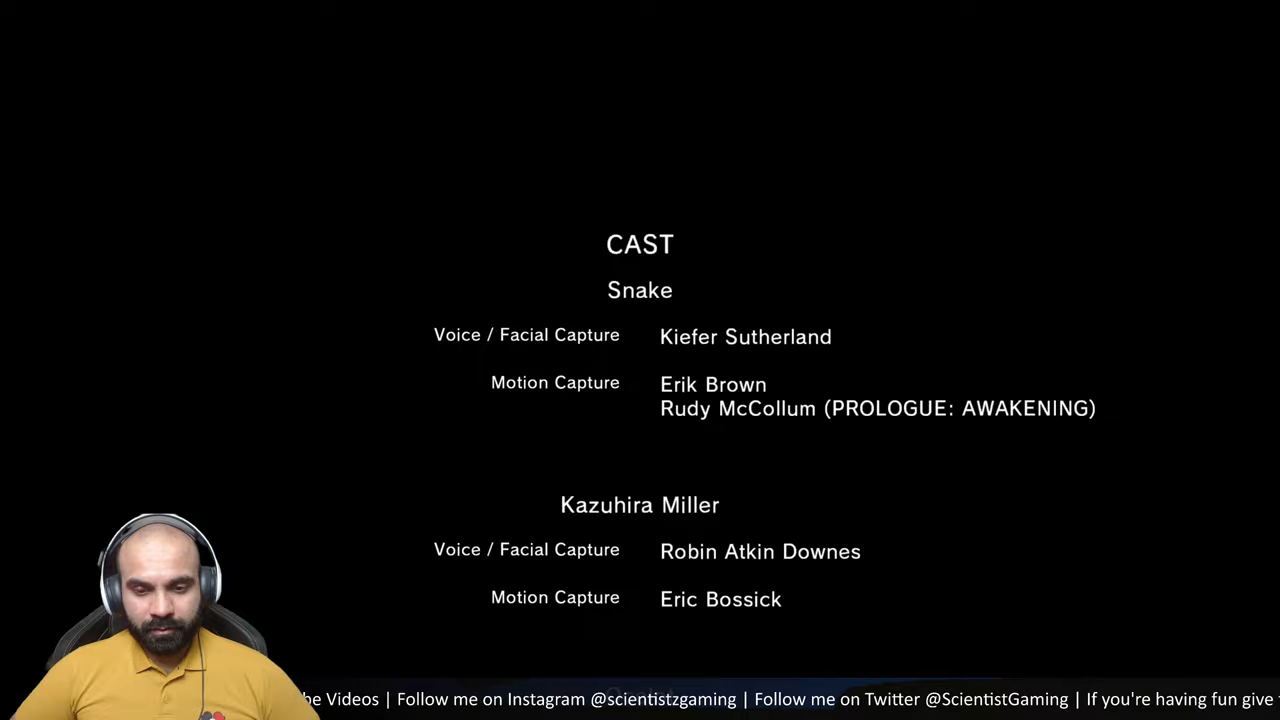 CAST
Snake
Voice / Facial Capture Kiefer Sutherland
Motion Capture Erik Brown
Rudy McCollum (PROLOGUE: AWAKENING)
Kazuhira Miller
Voice / Facial Capture Robin Atkin Downes
Motion Capture Eric Bossick
be Videos | Follow me on Instagram @scientistzgaming | Follow me on Twitter @ScientistGaming | If you're having fun give